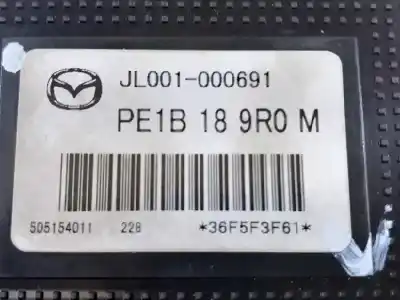 JL001-000691
PE1B 18 9R0 M
505154011 228 *36F5F3F61*